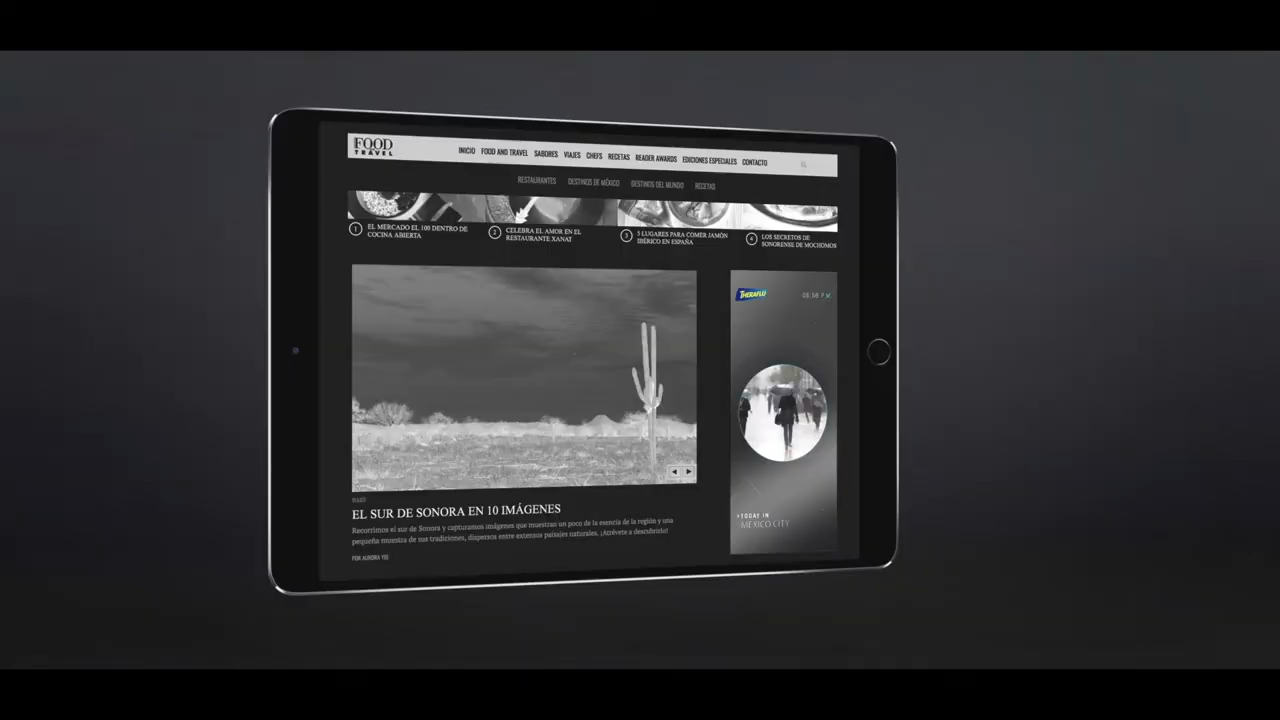 FOOD
TRAVEL
INICIO FOOD AND TRAVEL SABORES VIAJES CHEFS RECETAS READER AWARDS EDICIONES ESPECIALES CONTACTO
RESTAURANTES DESTINOS DE MÉXICO DESTINOS DEL MUNDO RECETAS
1 EL MERCADO EL 100 DENTRO DE
COCINA ABIERTA
2 CELEBRA EL AMOR EN EL
RESTAURANTE XANAT
3 5 LUGARES PARA COMER JAMÓN
IBÉRICO EN ESPAÑA
4 LOS SECRETOS DE
SONORENSE DE MOCHOMOS
THERAFLU
TODAY IN
MEXICO CITY
EL SUR DE SONORA EN 10 IMÁGENES
Recorrimos el sur de Sonora y capturamos imágenes que muestran un poco de la esencia de la región y una
pequeña muestra de sus tradiciones, dispersos entre extensos paisajes naturales. ¡Atrévete a descubrirlo!
POR AURORA YEE